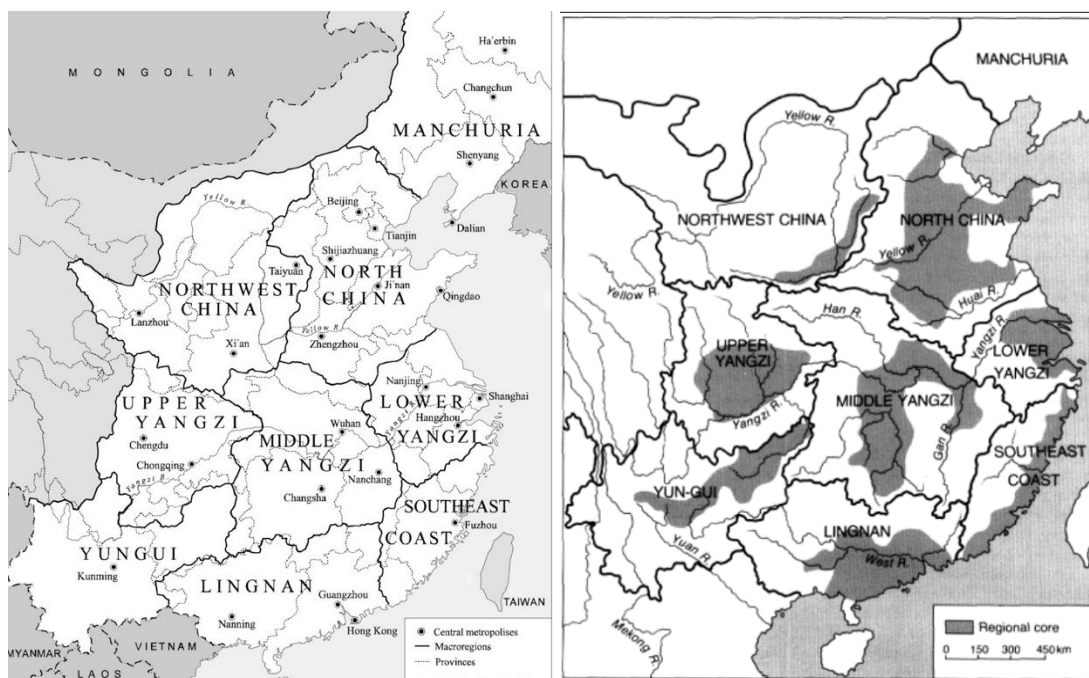 MONGOLIA
Ha'erbin
Changchun
MANCHURIA
Shenyang
KOREA
Beijing
Tianjin
Dalian
Yellow R.
Shijiazhuang
Taiyuan
NORTH
CHINA
Ji'nan
Qingdao
NORTHWEST
CHINA
Lanzhou
Yellow R.
Zhengzhou
Xi'an
UPPER
YANGZI
Nanjing
Shanghai
LOWER
YANGZI
Hangzhou
Yangzi R.
Chengdu
Chongqing
Yangzi R.
MIDDLE
YANGZI
Wuhan
Nanchang
Changsha
SOUTHEAST
COAST
Fuzhou
YUNGUI
Kunming
LINGNAN
Guangzhou
Nanning
Hong Kong
TAIWAN
MYANMAR
VIETNAM
LAOS
Central metropolises
Macroregions
Provinces
MANCHURIA
Yellow R.
NORTHWEST CHINA
NORTH CHINA
Yellow R.
Yellow R.
Huai R.
Han R.
Yangzi R.
LOWER
YANGZI
UPPER
YANGZI
Yangzi R.
MIDDLE YANGZI
Gan R.
SOUTHEAST
COAST
YUN-GUI
LINGNAN
Yuan R.
West R.
Mekong R.
Regional core
0 150 300 450 km